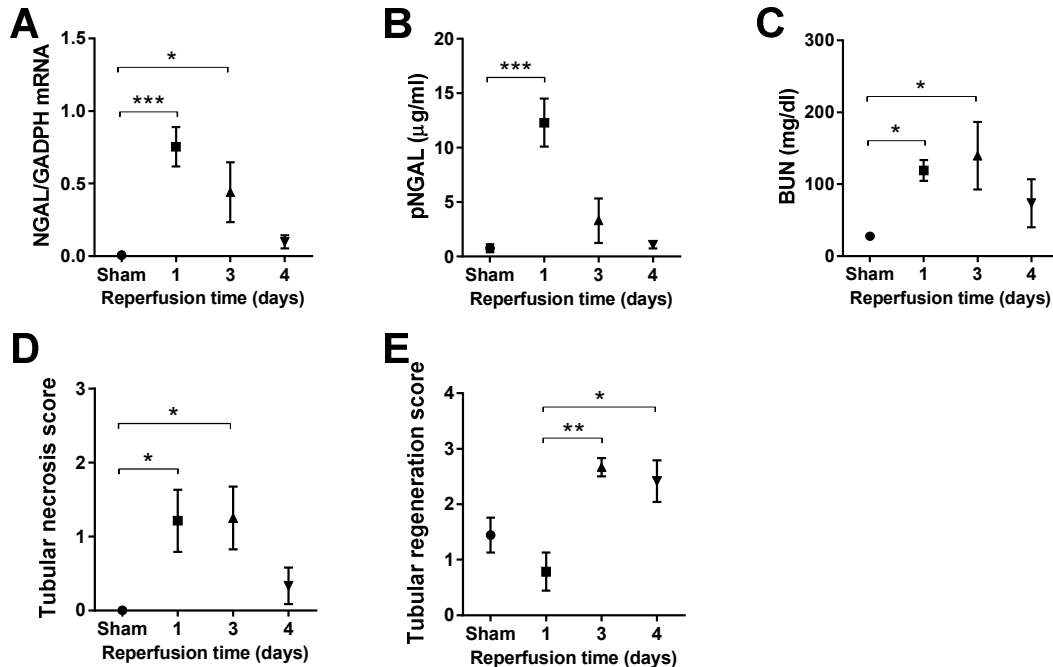 A
NGAL/GADPH mRNA
1.5
1.0
0.5
0.0
*
***
Sham 1 3 4
Reperfusion time (days)
B
pNGAL (μg/ml)
20
15
10
5
0
***
Sham 1 3 4
Reperfusion time (days)
C
BUN (mg/dl)
300
200
100
0
*
*
Sham 1 3 4
Reperfusion time (days)
D
Tubular necrosis score
3
2
1
0
*
*
Sham 1 3 4
Reperfusion time (days)
E
Tubular regeneration score
4
3
2
1
0
*
**
Sham 1 3 4
Reperfusion time (days)